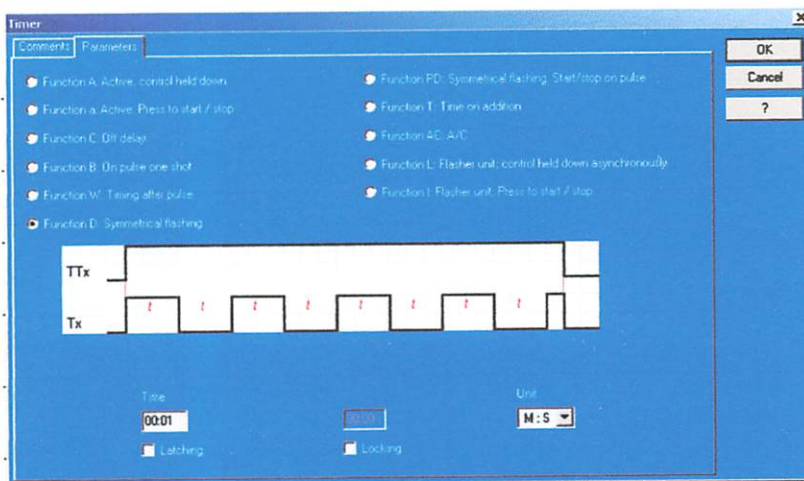 Timer
Comments
Parameters
OK
Cancel
?
Function A: Active, control held down
Function a: Active: Press to start / stop
Function C: Off delay
Function B: On pulse one shot
Function W: Timing after pulse
Function D: Symmetrical flashing
Function PD: Symmetrical flashing; Start/stop on pulse
Function T: Time on addition
Function AC: A/C
Function L: Flasher unit; control held down asynchronously
Function l: Flasher unit; Press to start / stop
TTx
t t t t t t t t
Tx
Time
Unit
00:01
00:00
M : S
Latching
Locking